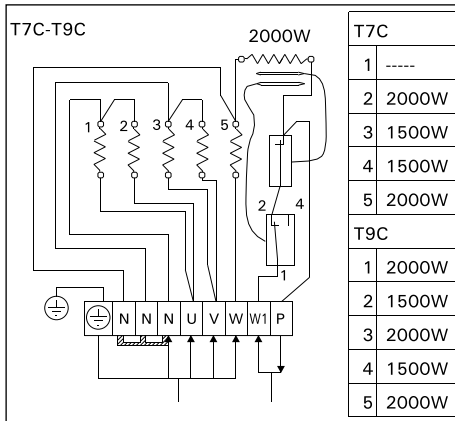 T7C-T9C
2000W
1 2 3 4 5
2 4
1
N N N U V W W1 P
T7C
1 -----
2 2000W
3 1500W
4 1500W
5 2000W
T9C
1 2000W
2 1500W
3 2000W
4 1500W
5 2000W